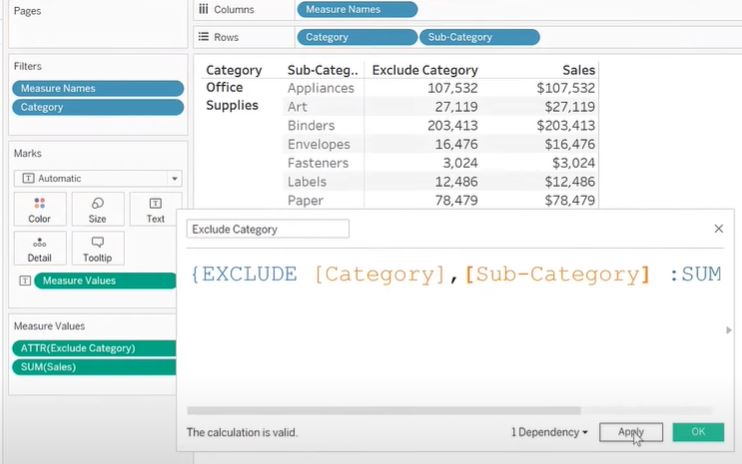 Pages
Columns
Measure Names
Rows
Category
Sub-Category
Filters
Measure Names
Category
Category Sub-Categ.. Exclude Category Sales
Office Supplies
Appliances 107,532 $107,532
Art 27,119 $27,119
Binders 203,413 $203,413
Envelopes 16,476 $16,476
Fasteners 3,024 $3,024
Labels 12,486 $12,486
Paper 78,479 $78,479
Marks
Automatic
Color Size Text
Detail Tooltip
Measure Values
Measure Values
ATTR(Exclude Category)
SUM(Sales)
Exclude Category
{EXCLUDE [Category],[Sub-Category] :SUM
The calculation is valid.
1 Dependency
Apply
OK